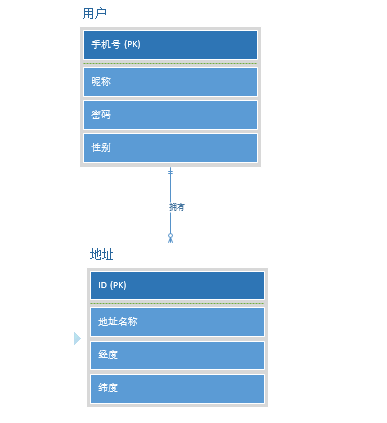 用户
手机号 (PK)
昵称
密码
性别
拥有
地址
ID (PK)
地址名称
经度
纬度